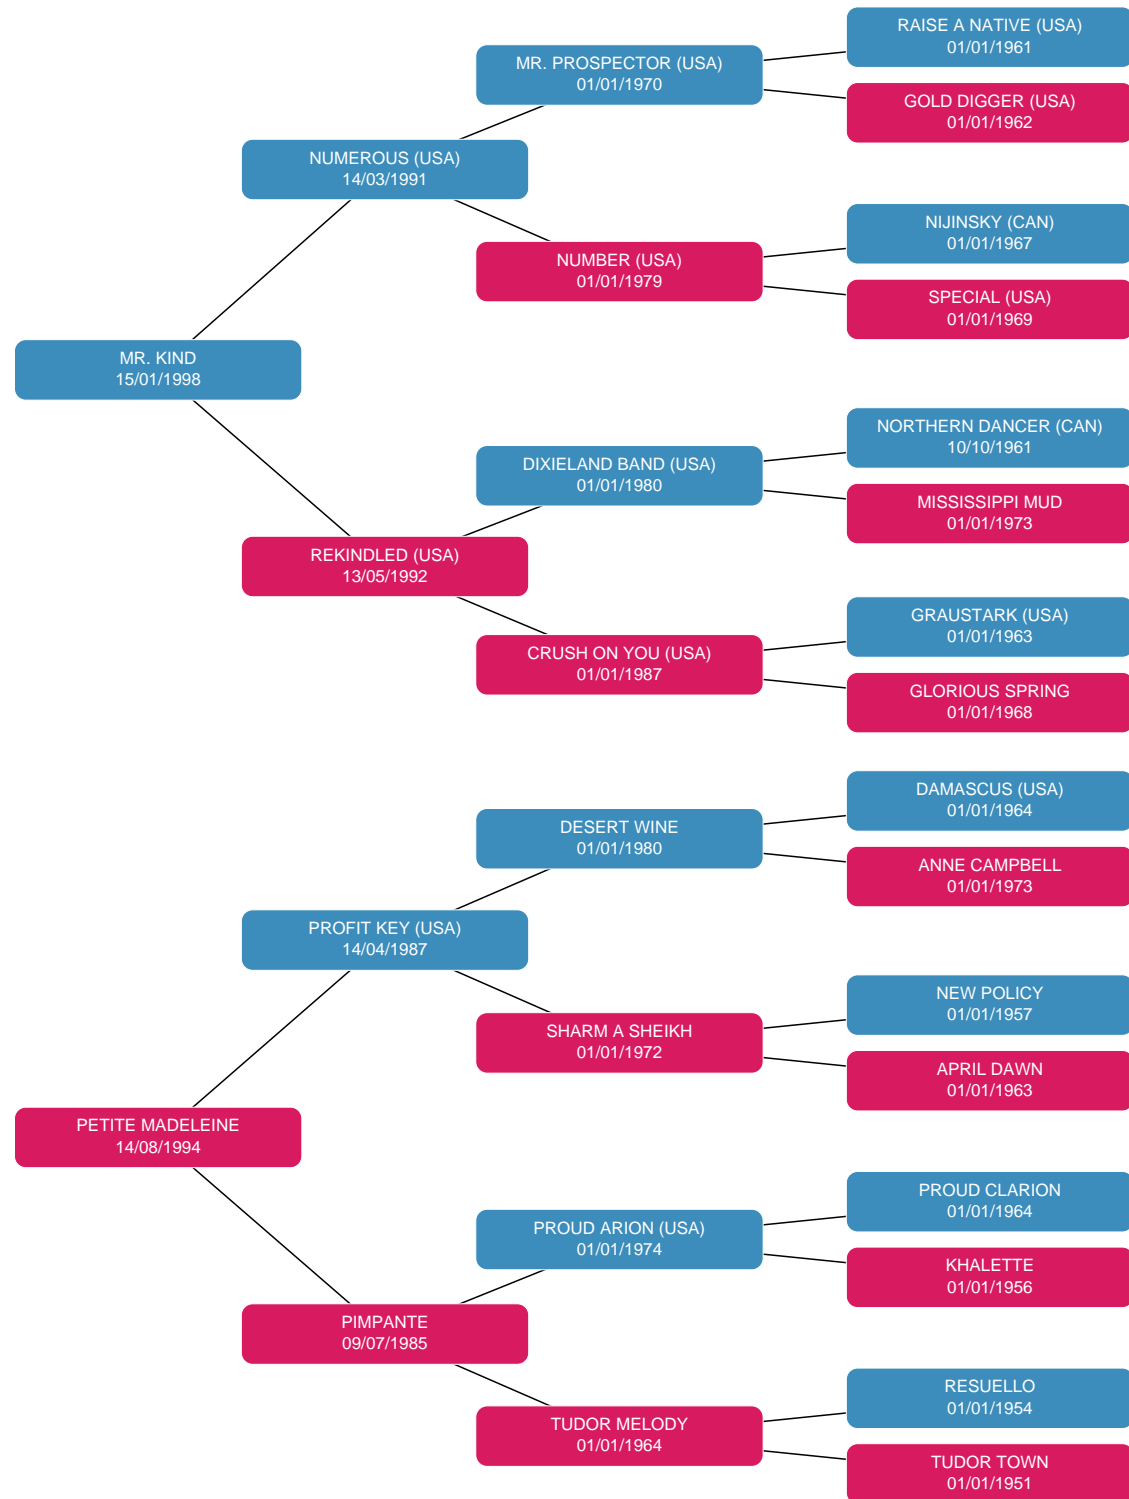 RAISE A NATIVE (USA)
01/01/1961
MR. PROSPECTOR (USA)
01/01/1970
GOLD DIGGER (USA)
01/01/1962
NUMEROUS (USA)
14/03/1991
NIJINSKY (CAN)
01/01/1967
NUMBER (USA)
01/01/1979
SPECIAL (USA)
01/01/1969
MR. KIND
15/01/1998
NORTHERN DANCER (CAN)
10/10/1961
DIXIELAND BAND (USA)
01/01/1980
MISSISSIPPI MUD
01/01/1973
REKINDLED (USA)
13/05/1992
GRAUSTARK (USA)
01/01/1963
CRUSH ON YOU (USA)
01/01/1987
GLORIOUS SPRING
01/01/1968
DAMASCUS (USA)
01/01/1964
DESERT WINE
01/01/1980
ANNE CAMPBELL
01/01/1973
PROFIT KEY (USA)
14/04/1987
NEW POLICY
01/01/1957
SHARM A SHEIKH
01/01/1972
APRIL DAWN
01/01/1963
PETITE MADELEINE
14/08/1994
PROUD CLARION
01/01/1964
PROUD ARION (USA)
01/01/1974
KHALETTE
01/01/1956
PIMPANTE
09/07/1985
RESUELLO
01/01/1954
TUDOR MELODY
01/01/1964
TUDOR TOWN
01/01/1951